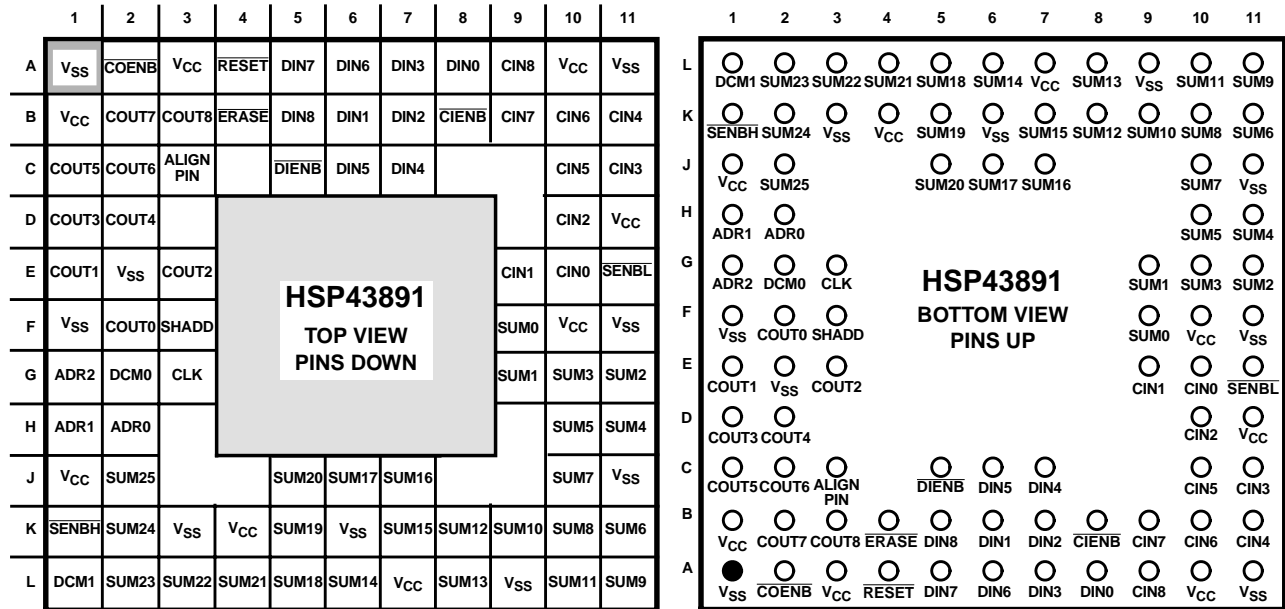 1 2 3 4 5 6 7 8 9 10 11
A VSS COENB VCC RESET DIN7 DIN6 DIN3 DIN0 CIN8 VCC VSS
B VCC COUT7 COUT8 ERASE DIN8 DIN1 DIN2 CIENB CIN7 CIN6 CIN4
C COUT5 COUT6 ALIGN PIN DIENB DIN5 DIN4 CIN5 CIN3
D COUT3 COUT4 CIN2 VCC
E COUT1 VSS COUT2 CIN1 CIN0 SENBL
F VSS COUT0 SHADD SUM0 VCC VSS
G ADR2 DCM0 CLK SUM1 SUM3 SUM2
H ADR1 ADR0 SUM5 SUM4
J VCC SUM25 SUM20 SUM17 SUM16 SUM7 VSS
K SENBH SUM24 VSS VCC SUM19 VSS SUM15 SUM12 SUM10 SUM8 SUM6
L DCM1 SUM23 SUM22 SUM21 SUM18 SUM14 VCC SUM13 VSS SUM11 SUM9
HSP43891
TOP VIEW
PINS DOWN
1 2 3 4 5 6 7 8 9 10 11
L DCM1 SUM23 SUM22 SUM21 SUM18 SUM14 VCC SUM13 VSS SUM11 SUM9
K SENBH SUM24 VSS VCC SUM19 VSS SUM15 SUM12 SUM10 SUM8 SUM6
J VCC SUM25 SUM20 SUM17 SUM16 SUM7 VSS
H ADR1 ADR0 SUM5 SUM4
G ADR2 DCM0 CLK SUM1 SUM3 SUM2
F VSS COUT0 SHADD SUM0 VCC VSS
E COUT1 VSS COUT2 CIN1 CIN0 SENBL
D COUT3 COUT4 CIN2 VCC
C COUT5 COUT6 ALIGN PIN DIENB DIN5 DIN4 CIN5 CIN3
B VCC COUT7 COUT8 ERASE DIN8 DIN1 DIN2 CIENB CIN7 CIN6 CIN4
A VSS COENB VCC RESET DIN7 DIN6 DIN3 DIN0 CIN8 VCC VSS
HSP43891
BOTTOM VIEW
PINS UP